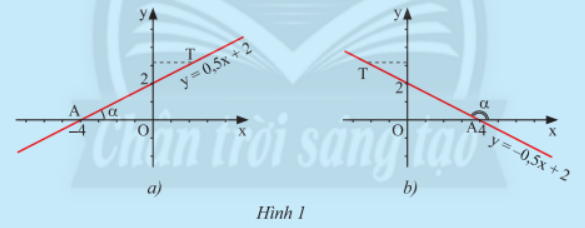 y
T
y = 0,5x + 2
2
A
α
–4
O
x
a)
y
T
2
α
O
A
4
x
y = –0,5x + 2
b)
Chân trời sáng tạo
Hình 1